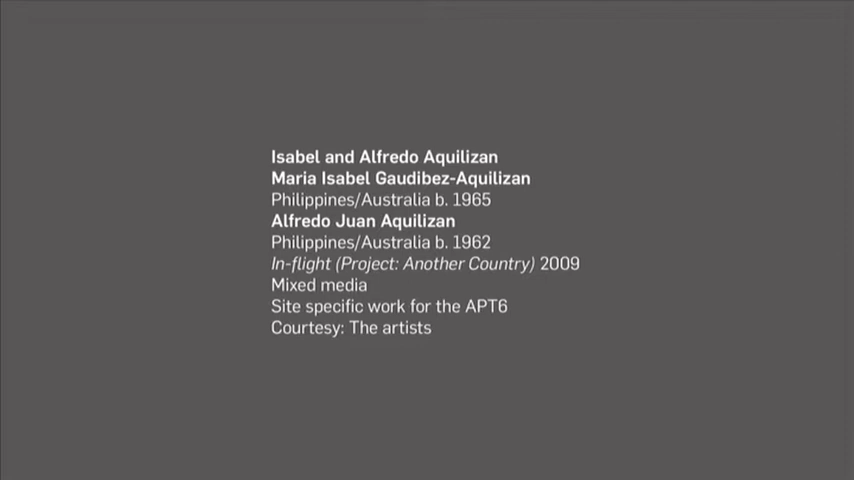 Isabel and Alfredo Aquilizan
Maria Isabel Gaudibez-Aquilizan
Philippines/Australia b. 1965
Alfredo Juan Aquilizan
Philippines/Australia b. 1962
In-flight (Project: Another Country) 2009
Mixed media
Site specific work for the APT6
Courtesy: The artists